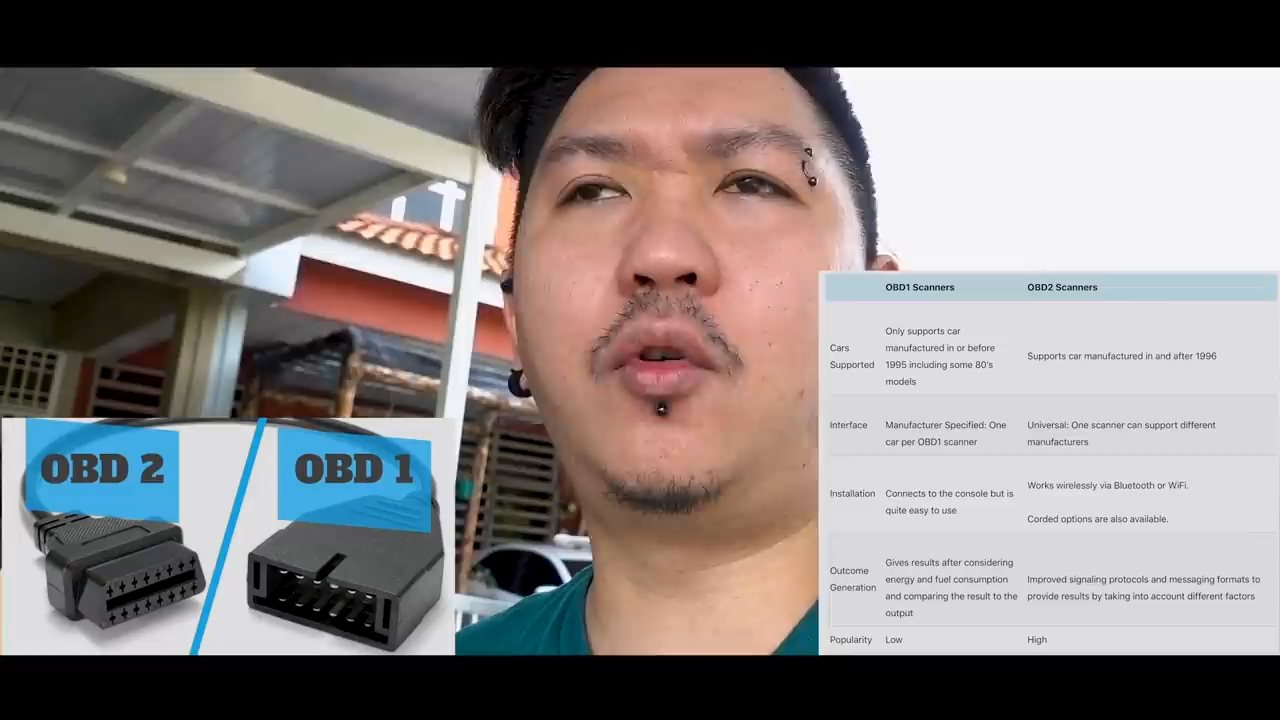 OBD 2
OBD 1
OBD1 Scanners
OBD2 Scanners
Cars
Supported
Only supports car
manufactured in or before
1995 including some 80's
models
Supports car manufactured in and after 1996
Interface
Manufacturer Specified: One
car per OBD1 scanner
Universal: One scanner can support different
manufacturers
Installation
Connects to the console but is
quite easy to use
Works wirelessly via Bluetooth or WiFi.
Corded options are also available.
Outcome
Generation
Gives results after considering
energy and fuel consumption
and comparing the result to the
output
Improved signaling protocols and messaging formats to
provide results by taking into account different factors
Popularity
Low
High